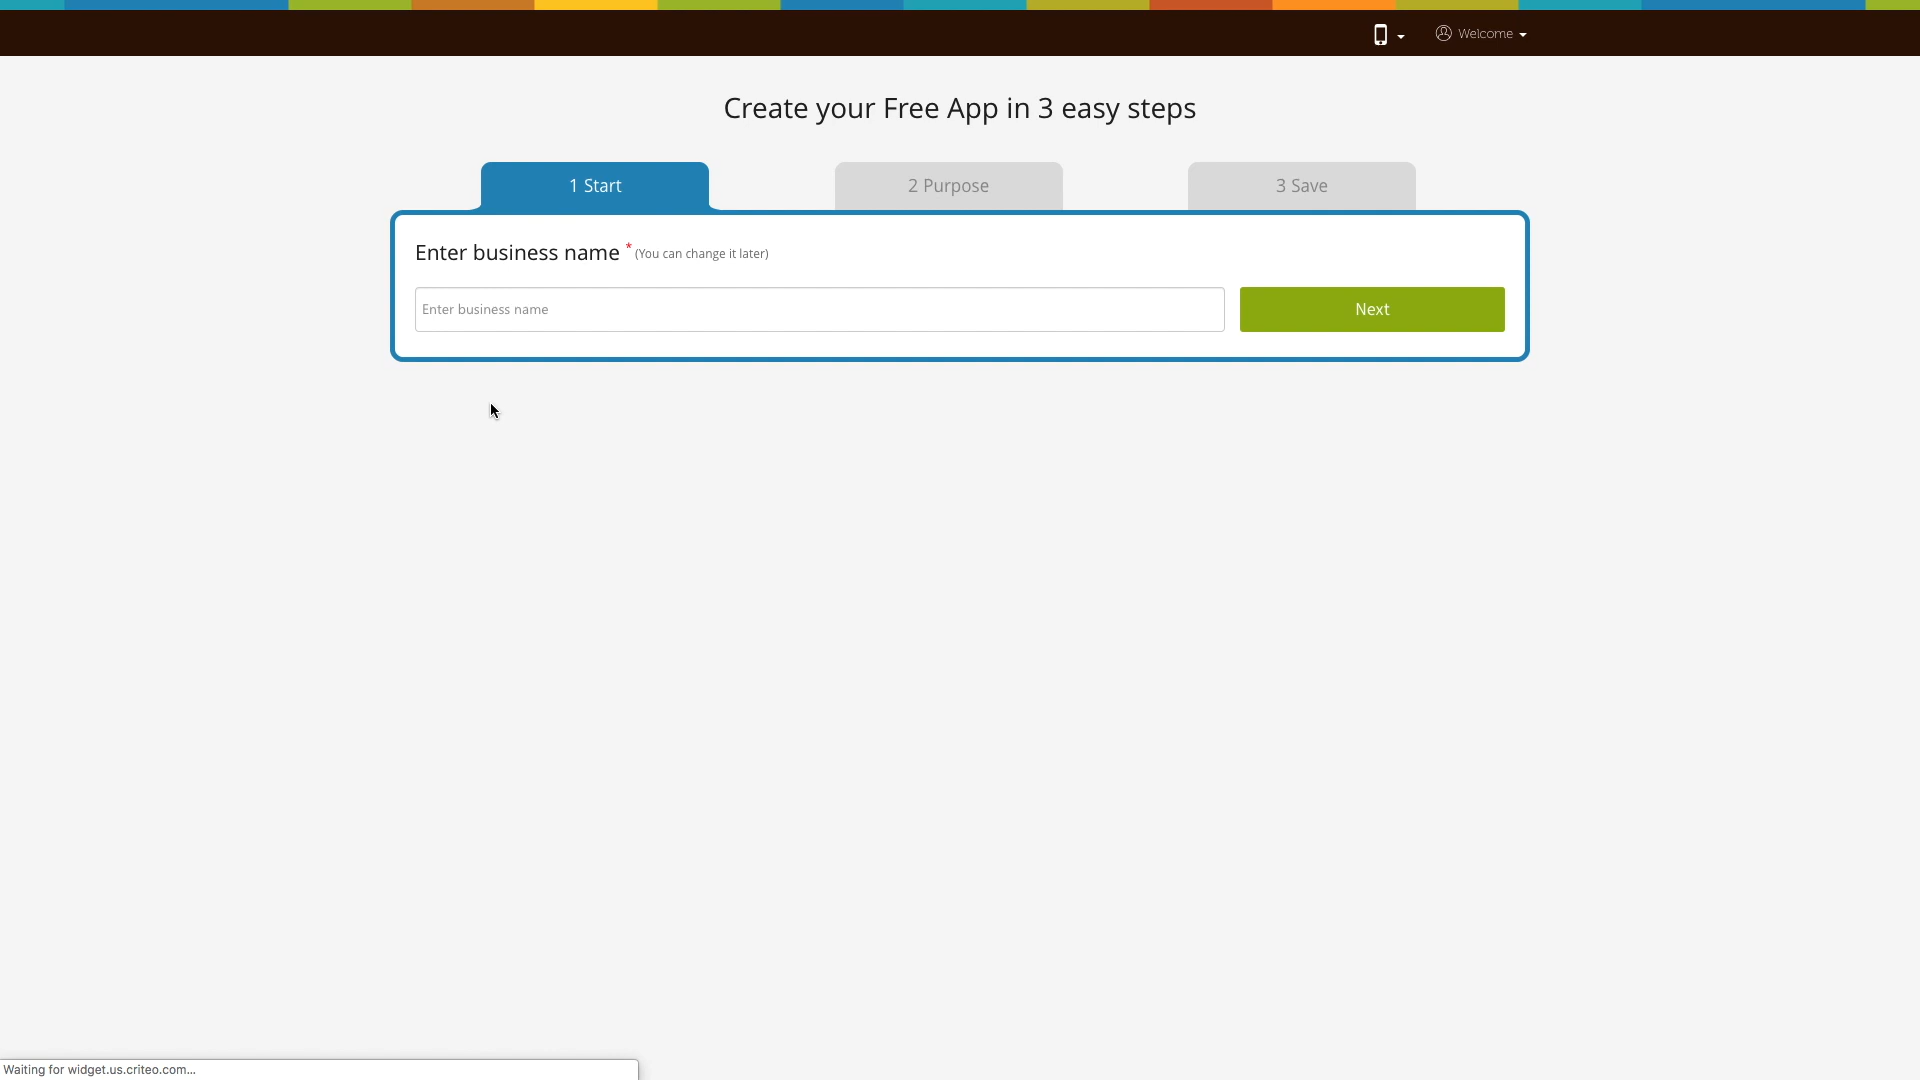 Welcome
Create your Free App in 3 easy steps
1 Start
2 Purpose
3 Save
Enter business name * (You can change it later)
Enter business name
Next
Waiting for widget.us.criteo.com...